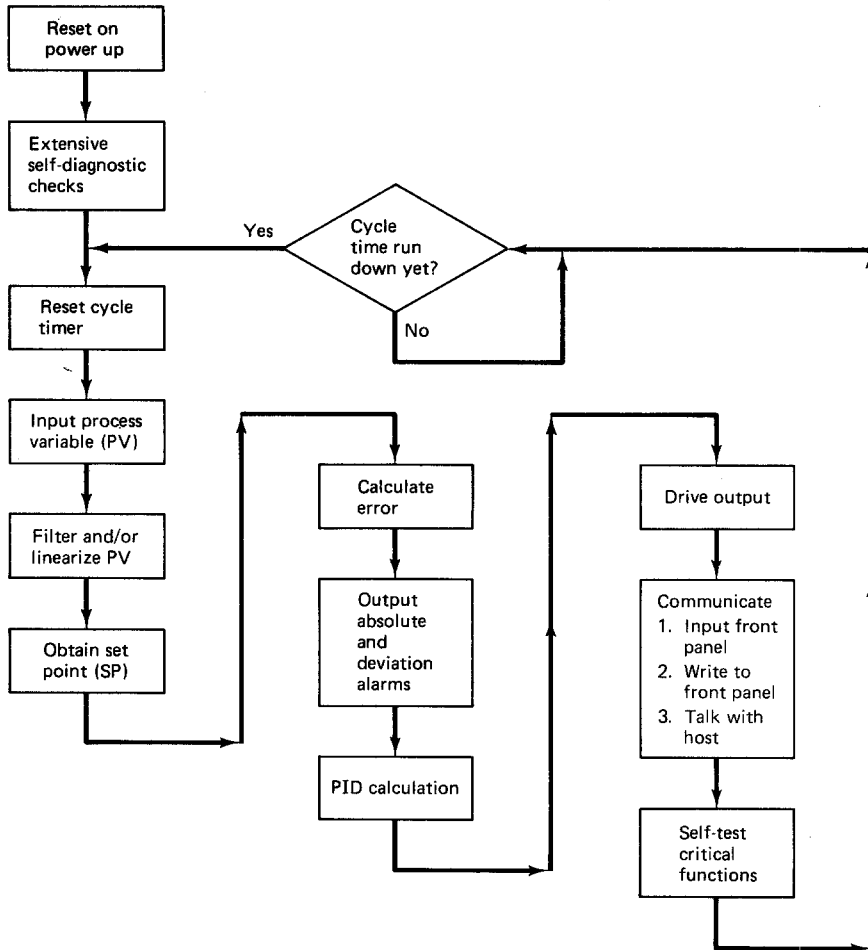 Reset on
power up
Extensive
self-diagnostic
checks
Yes
Cycle
time run
down yet?
No
Reset cycle
timer
Input process
variable (PV)
Filter and/or
linearize PV
Obtain set
point (SP)
Calculate
error
Output
absolute
and
deviation
alarms
PID calculation
Drive output
Communicate
1. Input front
panel
2. Write to
front panel
3. Talk with
host
Self-test
critical
functions